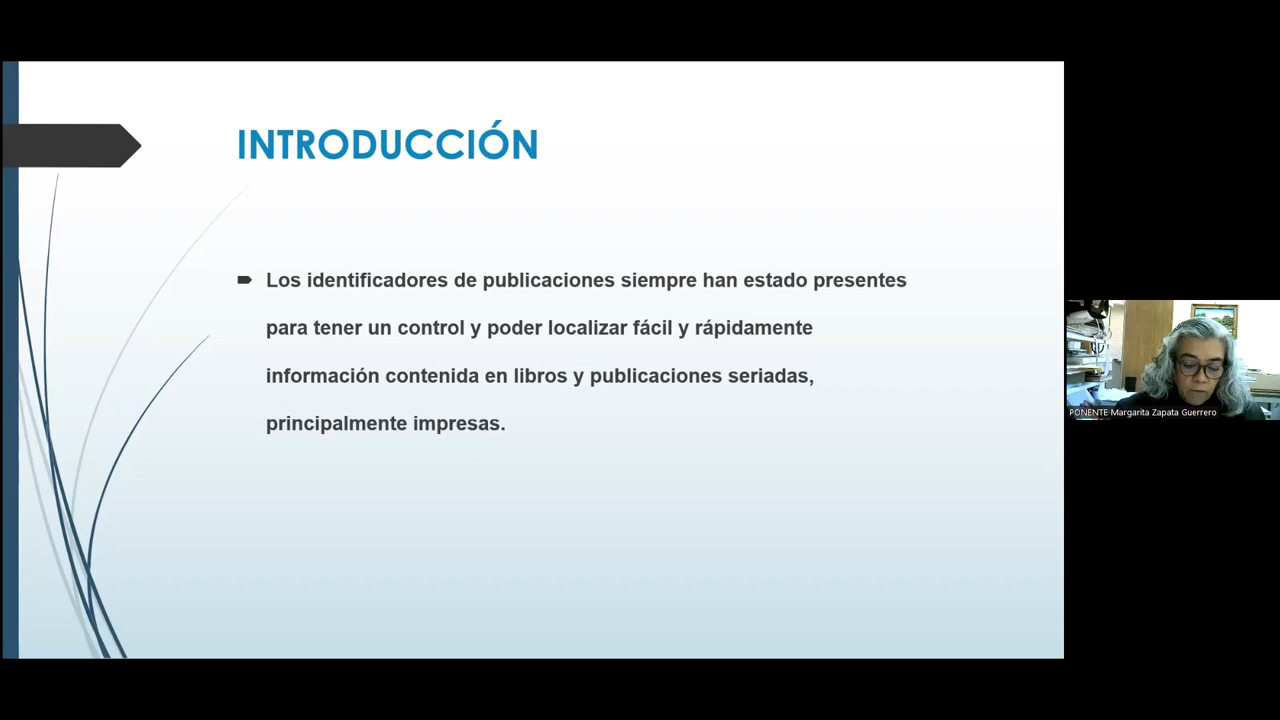 INTRODUCCIÓN
Los identificadores de publicaciones siempre han estado presentes
para tener un control y poder localizar fácil y rápidamente
información contenida en libros y publicaciones seriadas,
principalmente impresas.
PONENTE Margarita Zapata Guerrero